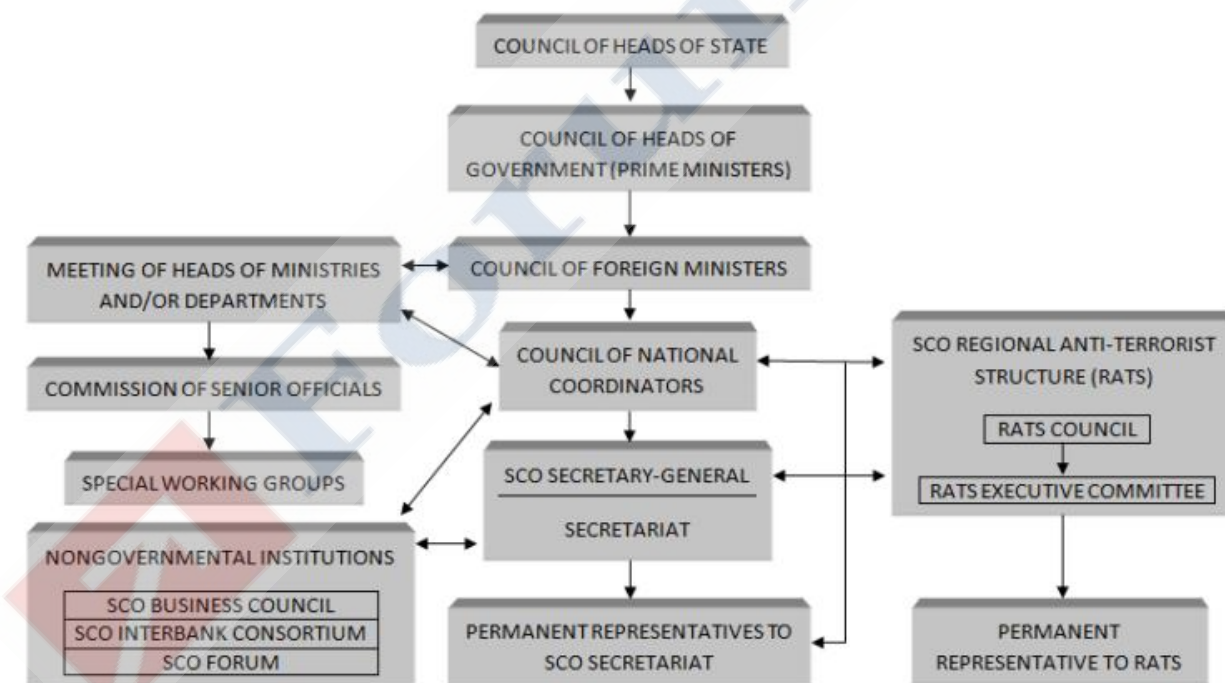 COUNCIL OF HEADS OF STATE
COUNCIL OF HEADS OF
GOVERNMENT (PRIME MINISTERS)
MEETING OF HEADS OF MINISTRIES
AND/OR DEPARTMENTS
COUNCIL OF FOREIGN MINISTERS
COMMISSION OF SENIOR OFFICIALS
SPECIAL WORKING GROUPS
COUNCIL OF NATIONAL
COORDINATORS
SCO REGIONAL ANTI-TERRORIST
STRUCTURE (RATS)
RATS COUNCIL
RATS EXECUTIVE COMMITTEE
SCO SECRETARY-GENERAL
SECRETARIAT
NONGOVERNMENTAL INSTITUTIONS
SCO BUSINESS COUNCIL
SCO INTERBANK CONSORTIUM
SCO FORUM
PERMANENT REPRESENTATIVES TO
SCO SECRETARIAT
PERMANENT
REPRESENTATIVE TO RATS